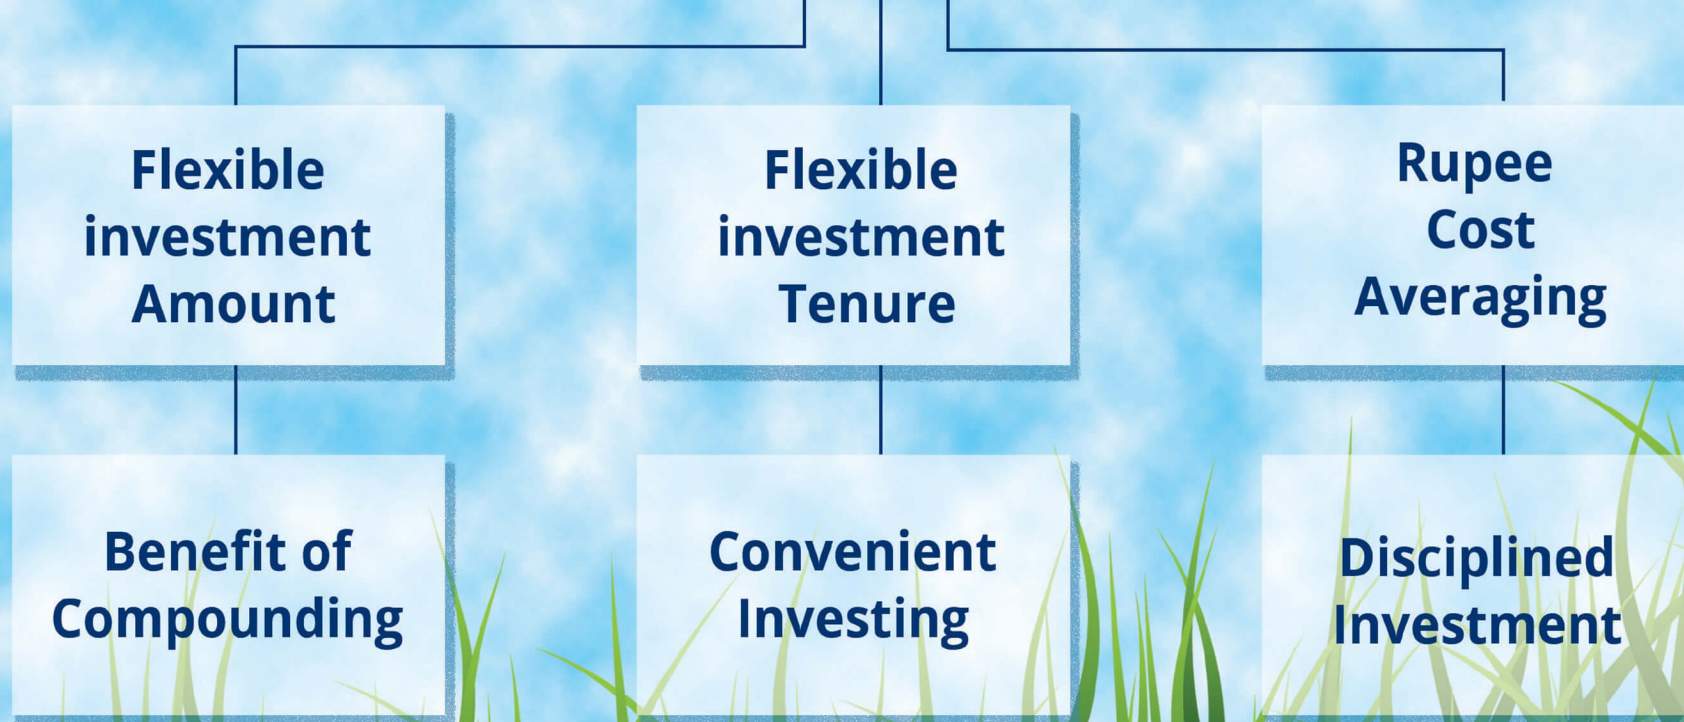 Flexible
investment
Amount
Flexible
investment
Tenure
Rupee
Cost
Averaging
Benefit of
Compounding
Convenient
Investing
Disciplined
Investment